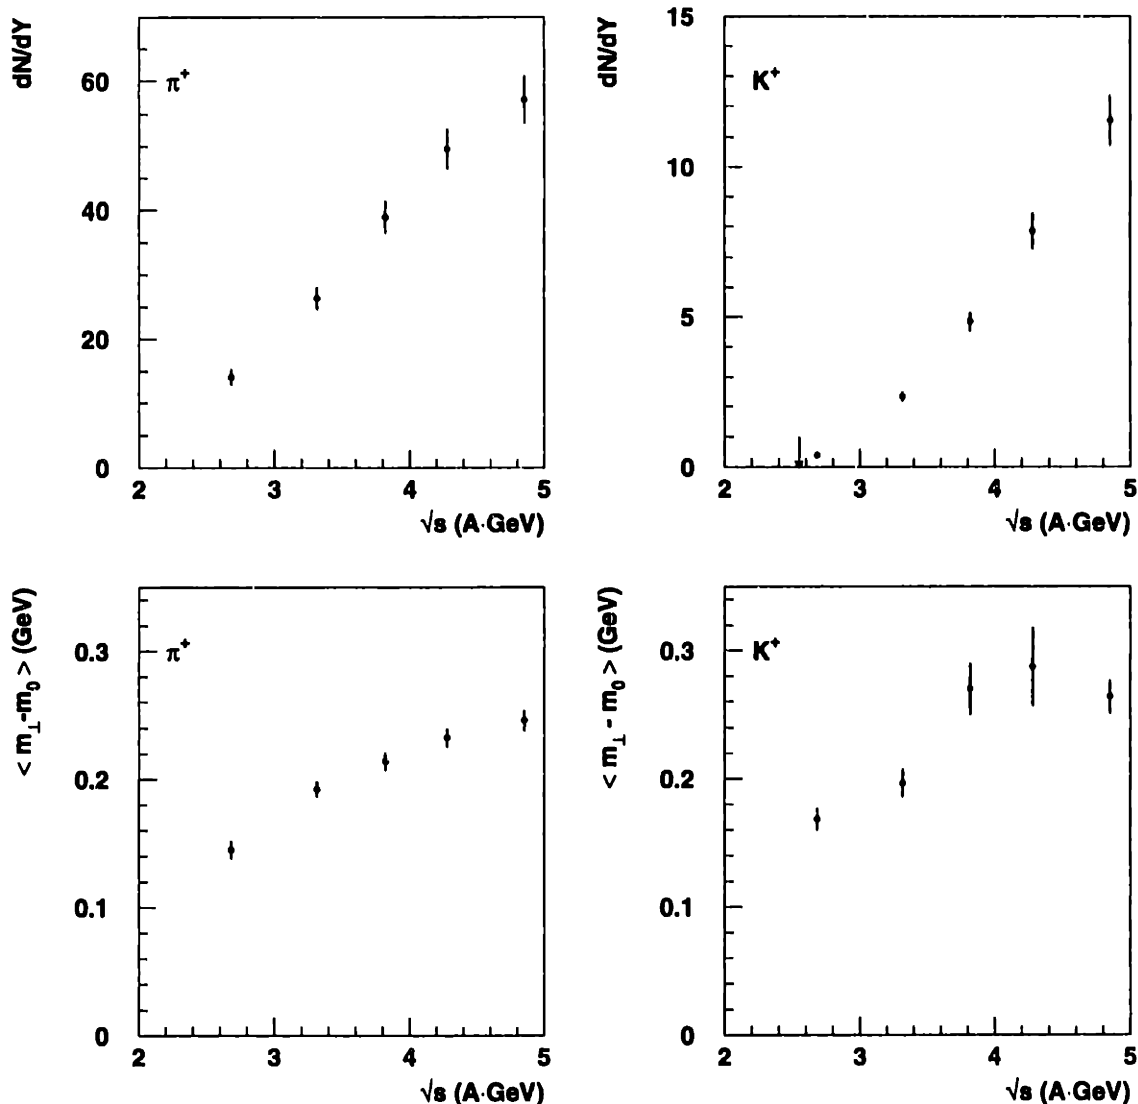 dN/dY
π⁺
60
40
20
0
2 3 4 5
√s (A·GeV)
dN/dY
K⁺
15
10
5
0
2 3 4 5
√s (A·GeV)
< m⊥-m₀ > (GeV)
π⁺
0.3
0.2
0.1
0
2 3 4 5
√s (A·GeV)
< m⊥ - m₀ > (GeV)
K⁺
0.3
0.2
0.1
0
2 3 4 5
√s (A·GeV)